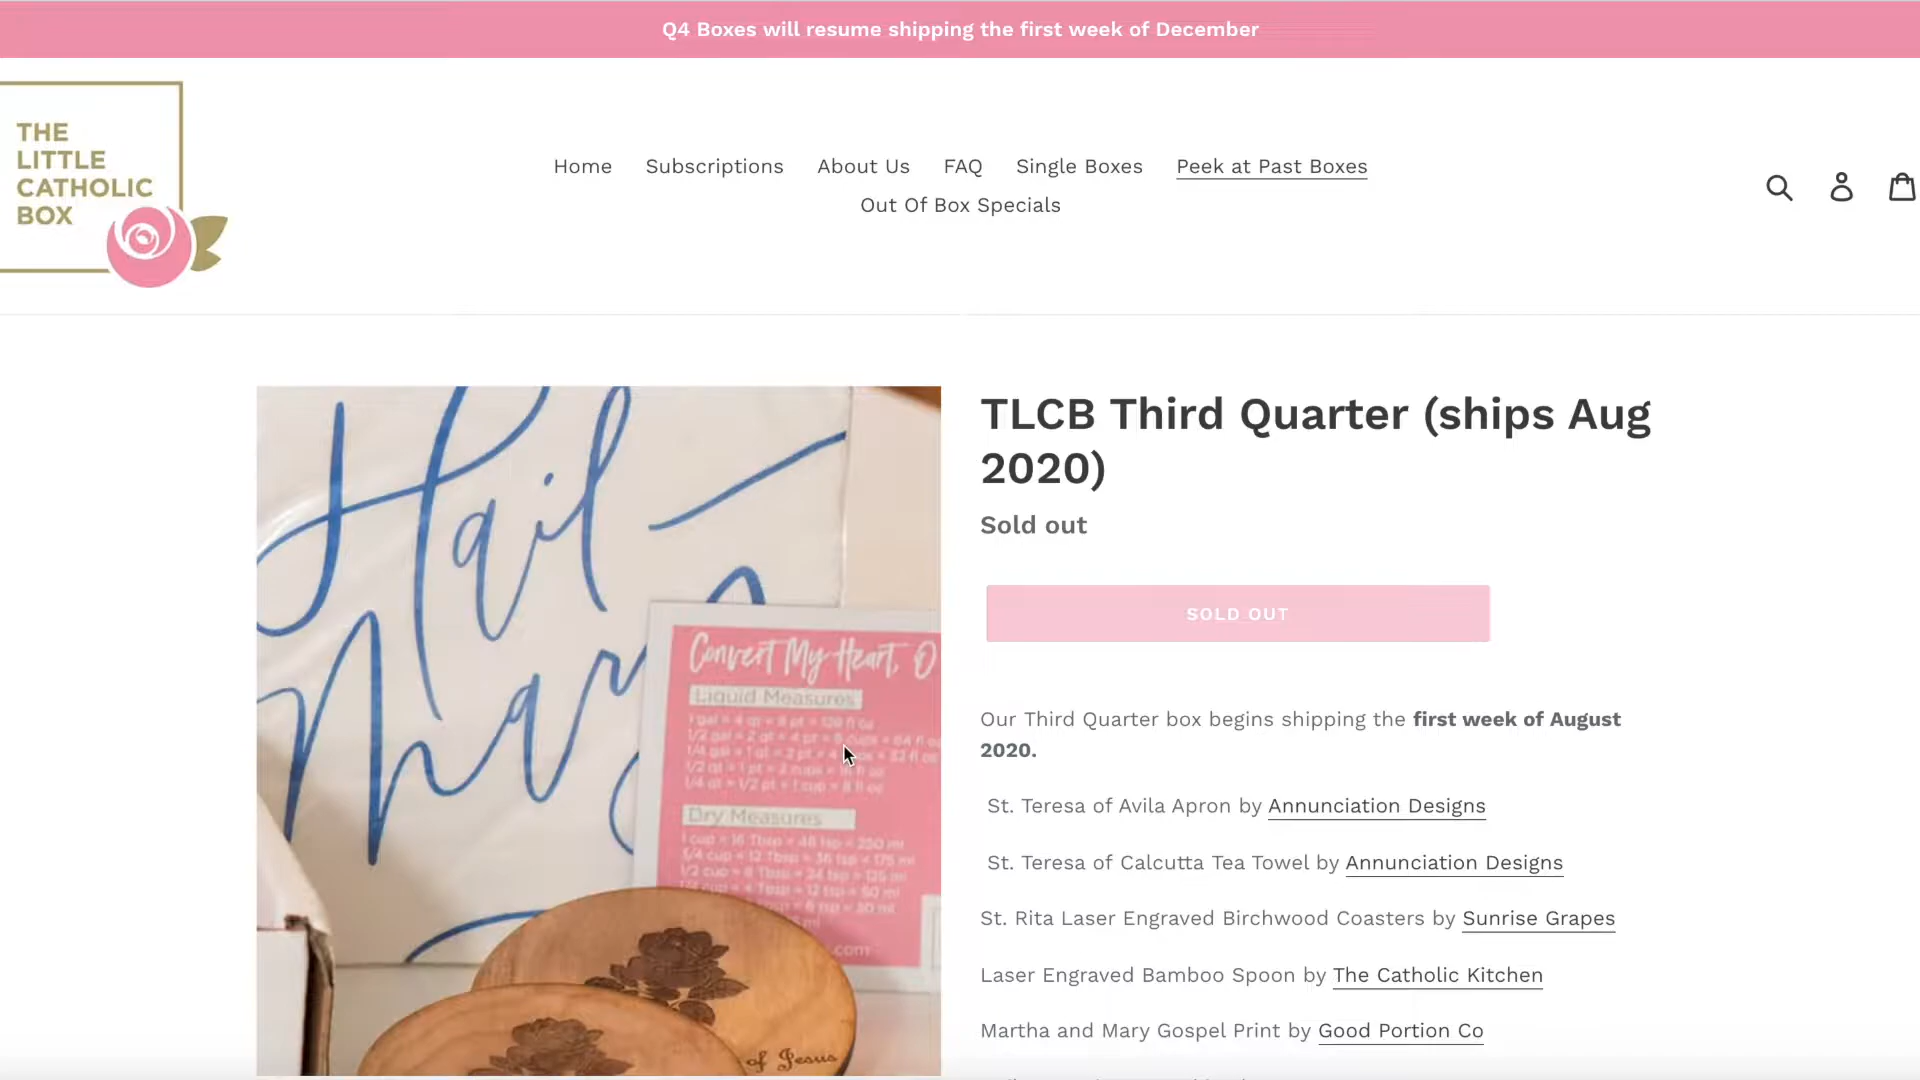 Q4 Boxes will resume shipping the first week of December
THE
LITTLE
CATHOLIC
BOX
Home Subscriptions About Us FAQ Single Boxes Peek at Past Boxes
Out Of Box Specials
TLCB Third Quarter (ships Aug
2020)
Sold out
SOLD OUT
Our Third Quarter box begins shipping the first week of August
2020.
St. Teresa of Avila Apron by Annunciation Designs
St. Teresa of Calcutta Tea Towel by Annunciation Designs
St. Rita Laser Engraved Birchwood Coasters by Sunrise Grapes
Laser Engraved Bamboo Spoon by The Catholic Kitchen
Martha and Mary Gospel Print by Good Portion Co
Hail
Mary
Convert My Heart, O
Liquid Measures
Dry Measures
.com
of Jesus